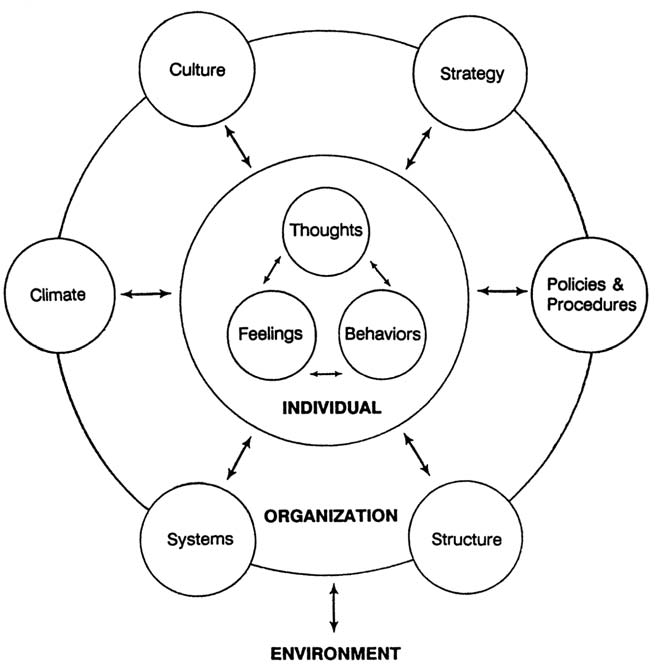 Culture
Strategy
Thoughts
Climate
Policies &
Procedures
Feelings
Behaviors
INDIVIDUAL
ORGANIZATION
Systems
Structure
ENVIRONMENT